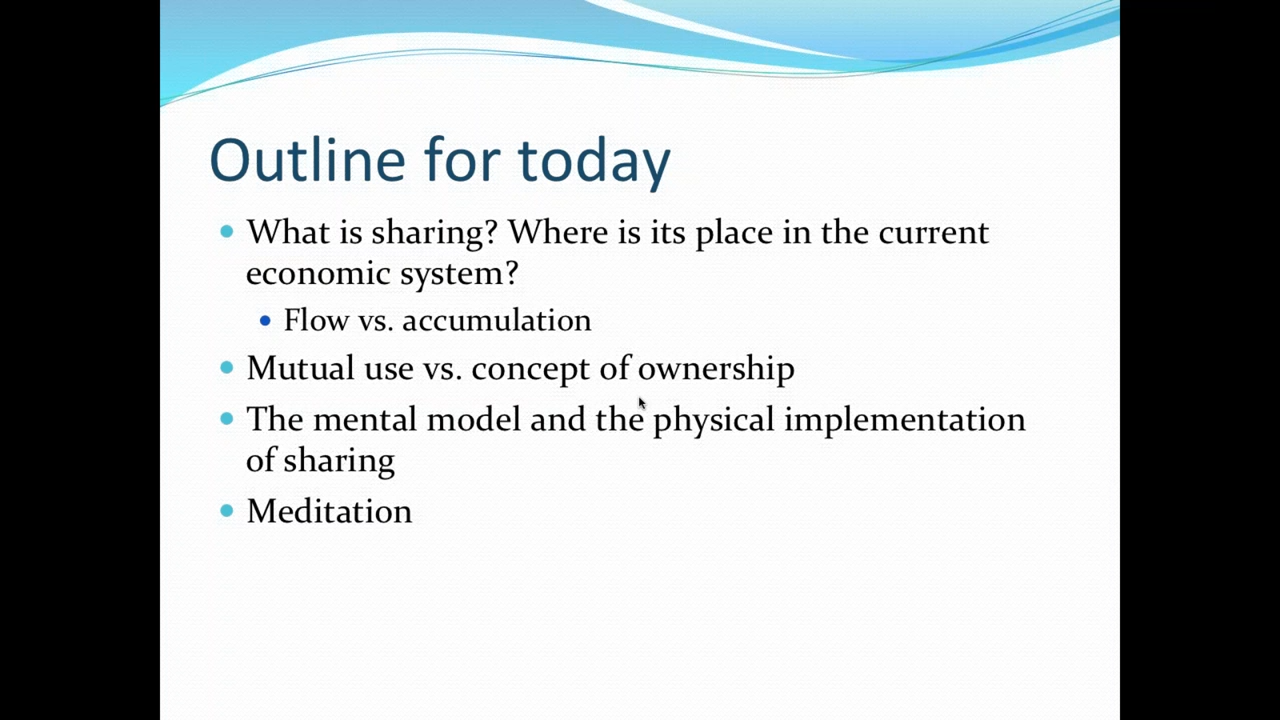 Outline for today
What is sharing? Where is its place in the current
economic system?
Flow vs. accumulation
Mutual use vs. concept of ownership
The mental model and the physical implementation
of sharing
Meditation